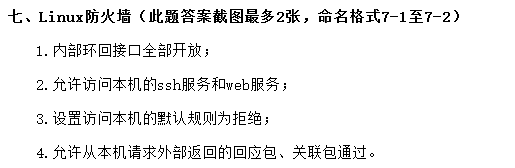 七、Linux防火墙（此题答案截图最多2张，命名格式7-1至7-2）
1.内部环回接口全部开放；
2.允许访问本机的ssh服务和web服务；
3.设置访问本机的默认规则为拒绝；
4.允许从本机请求外部返回的回应包、关联包通过。